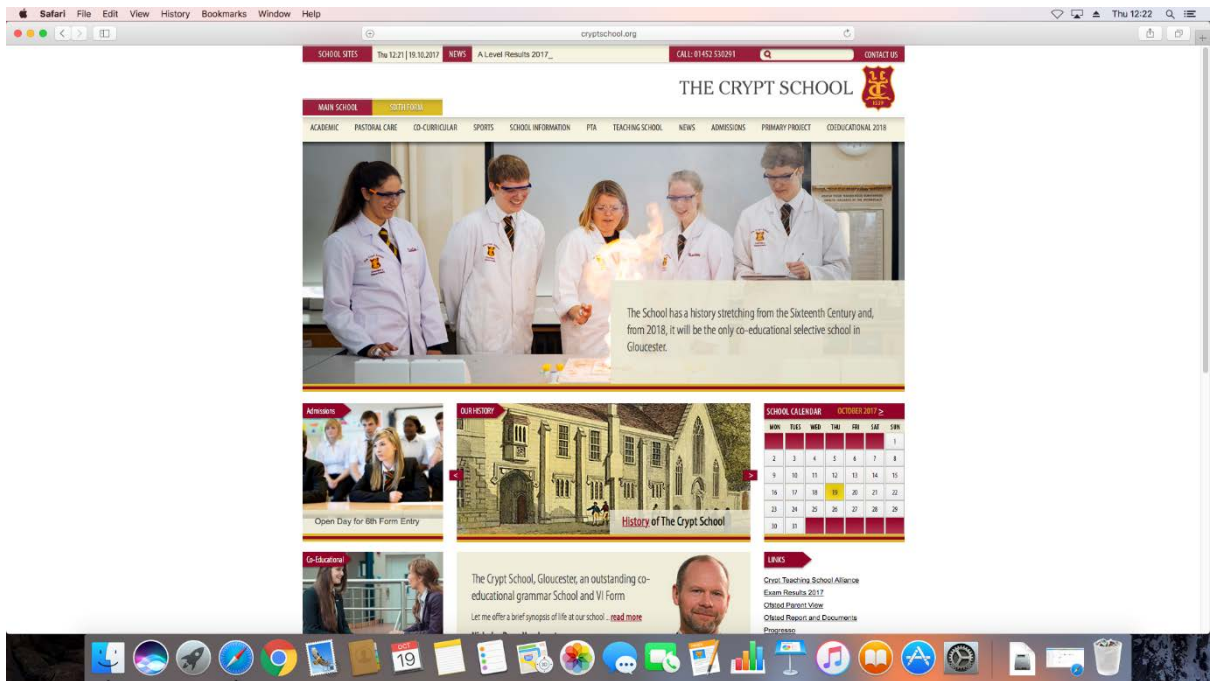 Safari File Edit View History Bookmarks Window Help Thu 12:22
cryptschool.org
SCHOOL SITES Thu 12:21 | 19.10.2017 NEWS A Level Results 2017_ CALL: 01452 530291 CONTACT US
THE CRYPT SCHOOL
1539
MAIN SCHOOL SIXTH FORM
ACADEMIC PASTORAL CARE CO-CURRICULAR SPORTS SCHOOL INFORMATION PTA TEACHING SCHOOL NEWS ADMISSIONS PRIMARY PROJECT COEDUCATIONAL 2018
The School has a history stretching from the Sixteenth Century and,
from 2018, it will be the only co-educational selective school in
Gloucester.
Admissions
Open Day for 6th Form Entry
OUR HISTORY
< >
History of The Crypt School
SCHOOL CALENDAR OCTOBER 2017 >
MON TUES WED THU FRI SAT SUN
1
2 3 4 5 6 7 8
9 10 11 12 13 14 15
16 17 18 19 20 21 22
23 24 25 26 27 28 29
30 31
Co-Educational
The Crypt School, Gloucester, an outstanding co-
educational grammar School and VI Form
Let me offer a brief synopsis of life at our school .. read more
LINKS
Crypt Teaching School Alliance
Exam Results 2017
Ofsted Parent View
Ofsted Report and Documents
Progresso
OCT
19